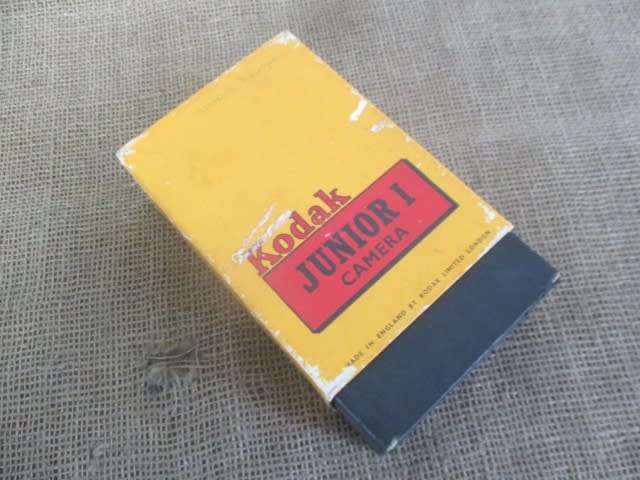 Kodak
JUNIOR I
CAMERA
MADE IN ENGLAND BY KODAK LIMITED LONDON